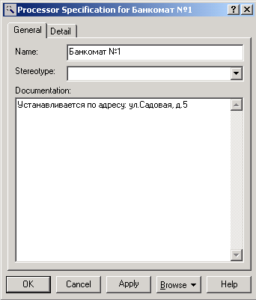 Processor Specification for Банкомат №1
General
Detail
Name:
Банкомат №1
Stereotype:
Documentation:
Устанавливается по адресу: ул.Садовая, д.5
OK
Cancel
Apply
Browse
Help